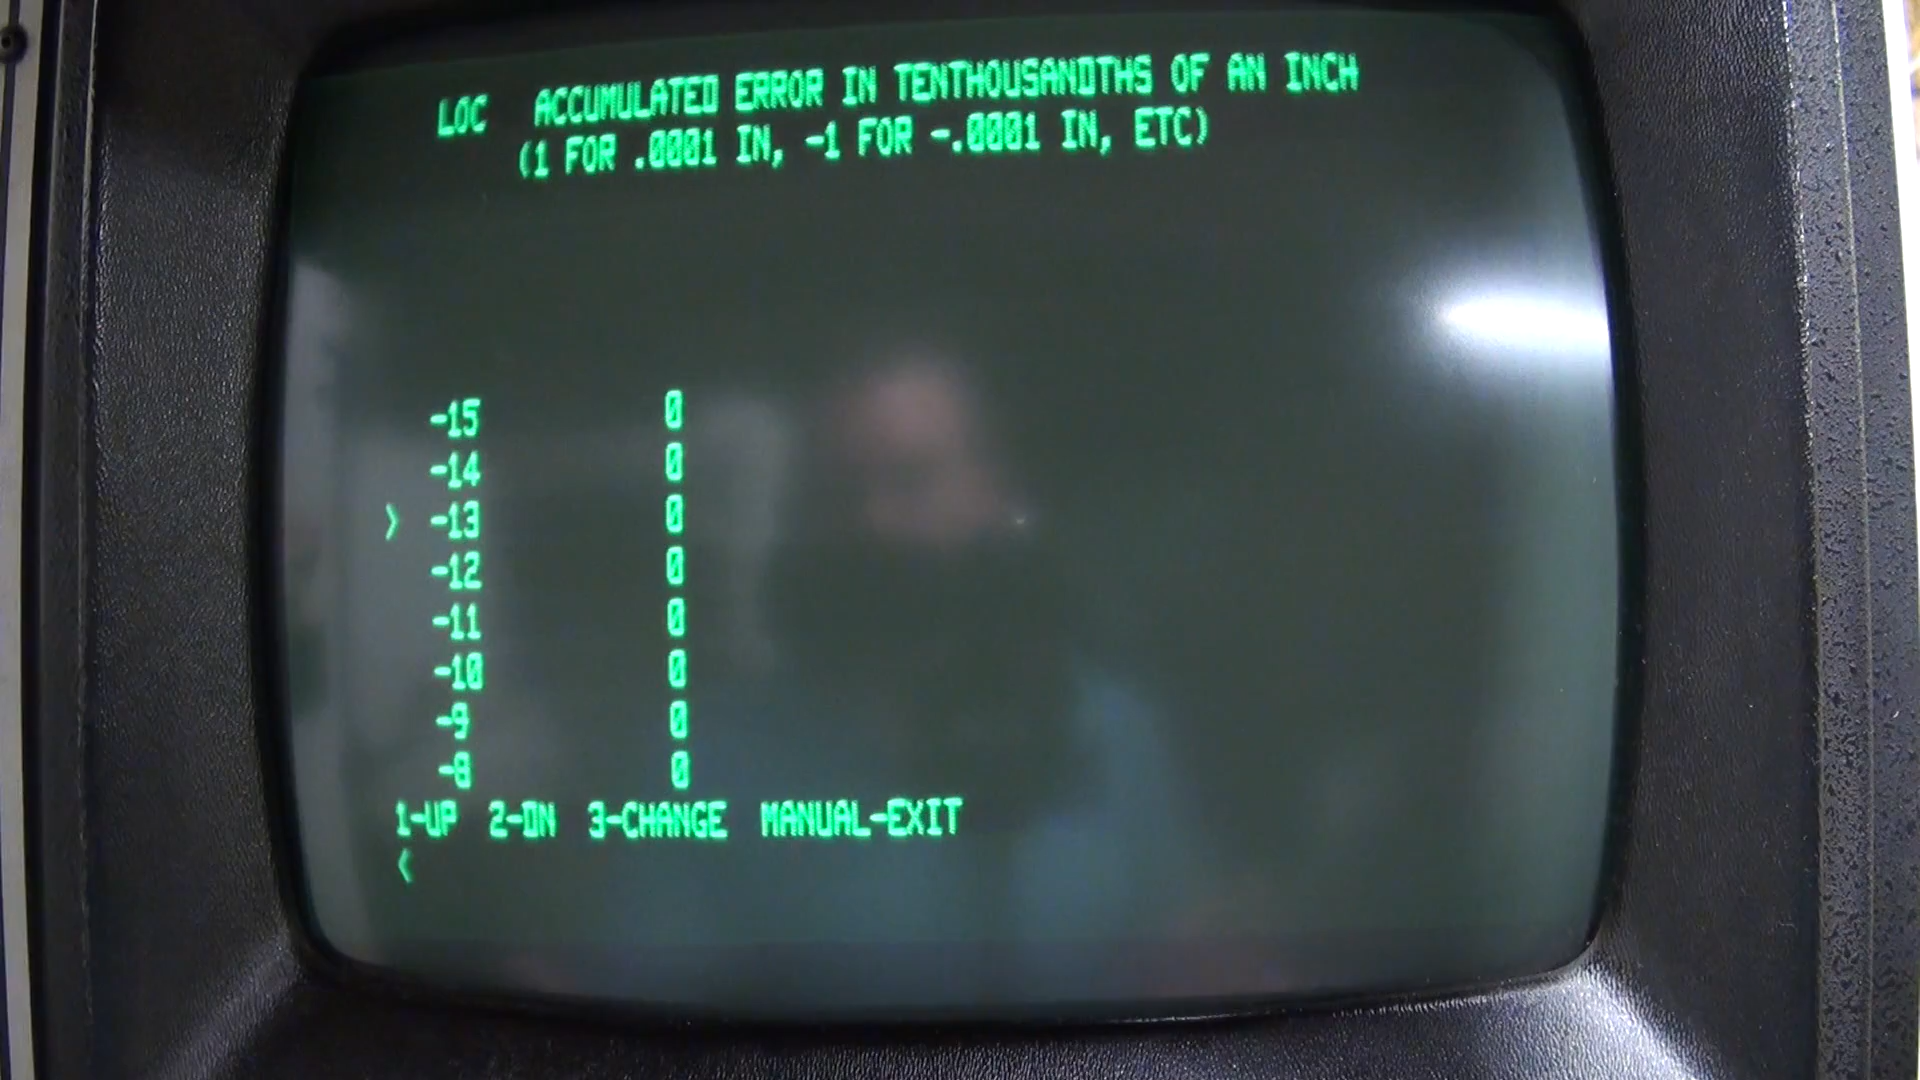 LOC ACCUMULATED ERROR IN TENTHOUSANDTHS OF AN INCH
(1 FOR .0001 IN, -1 FOR -.0001 IN, ETC)
-15 0
-14 0
> -13 0
-12 0
-11 0
-10 0
-9 0
-8 0
1-UP 2-DN 3-CHANGE MANUAL-EXIT
<